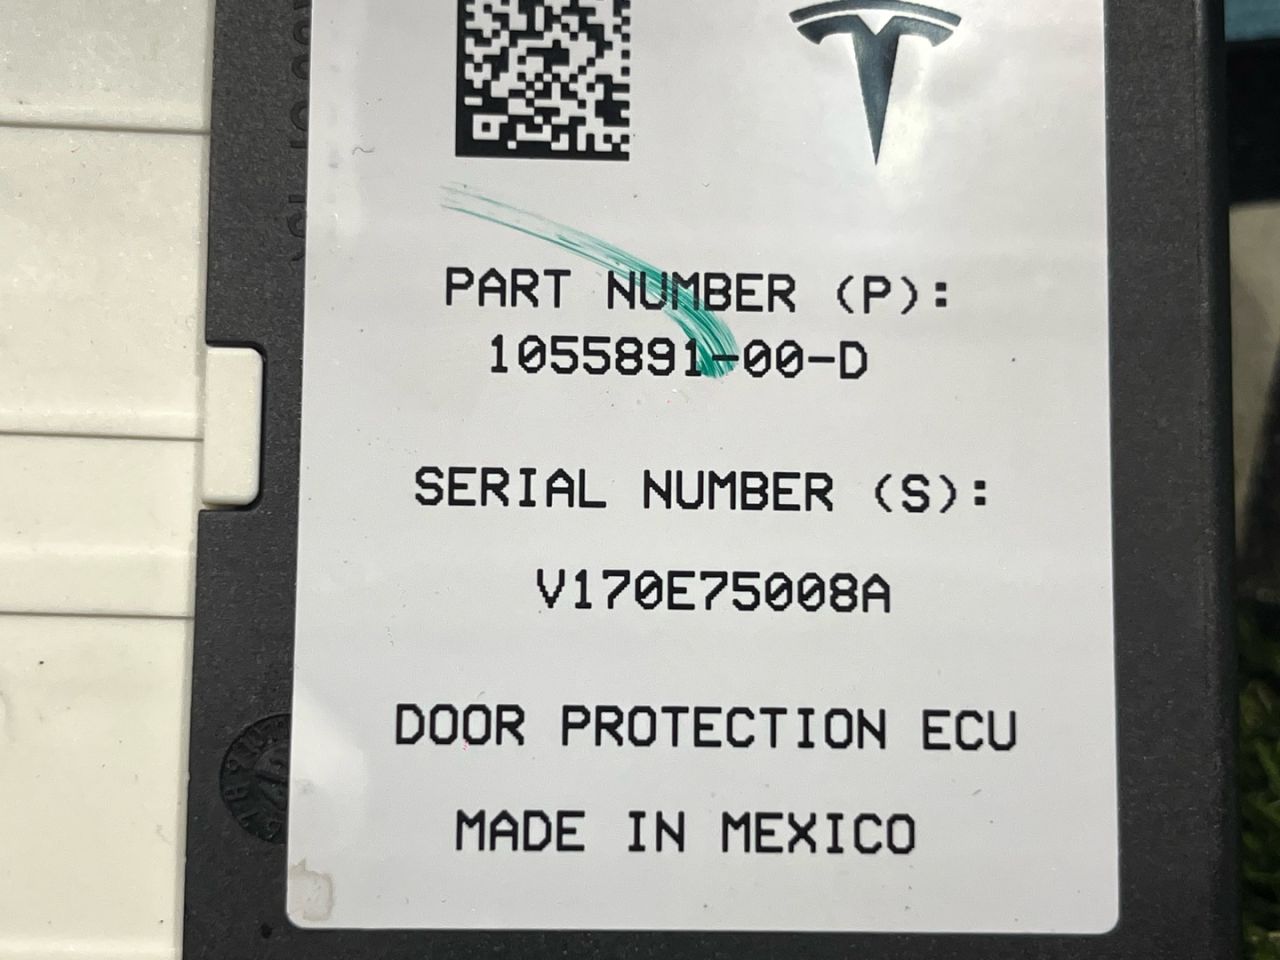 PART NUMBER (P):
1055891-00-D
SERIAL NUMBER (S):
V170E75008A
DOOR PROTECTION ECU
MADE IN MEXICO